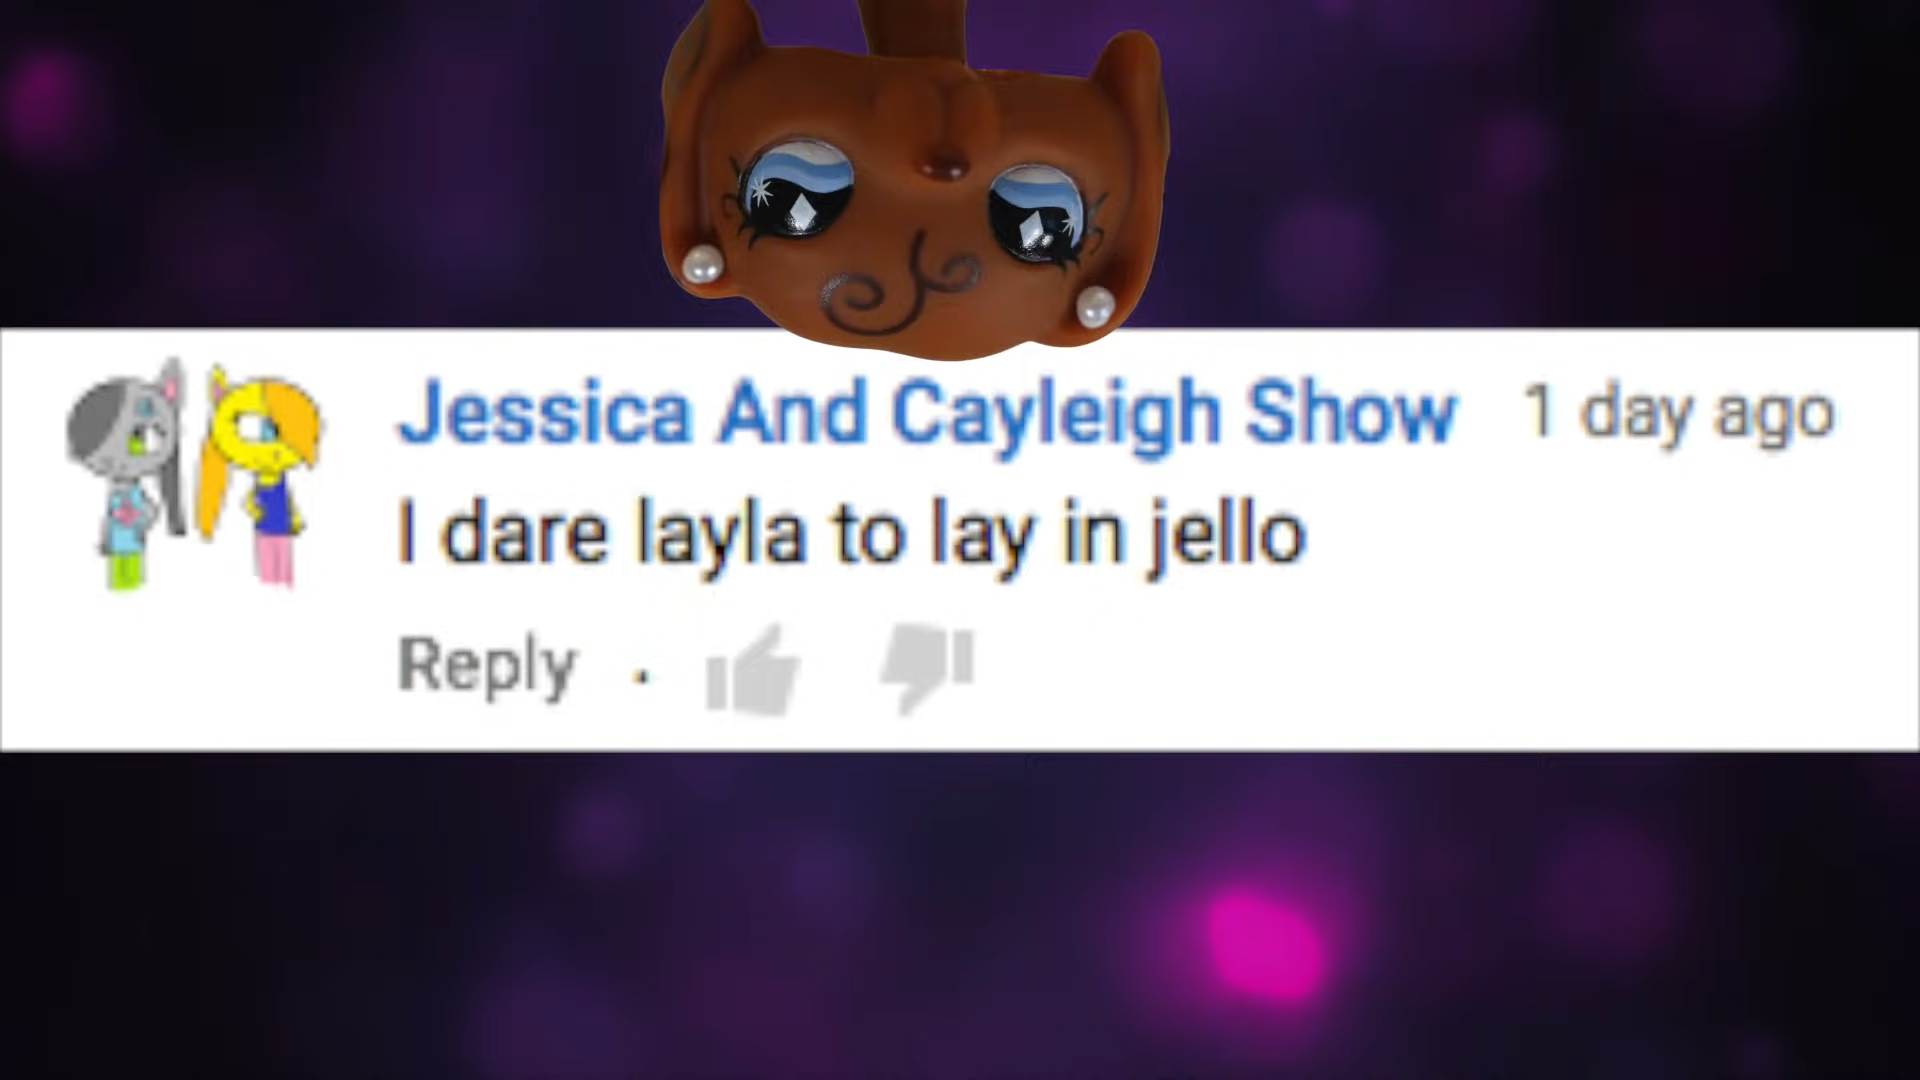 Jessica And Cayleigh Show 1 day ago
I dare layla to lay in jello
Reply .